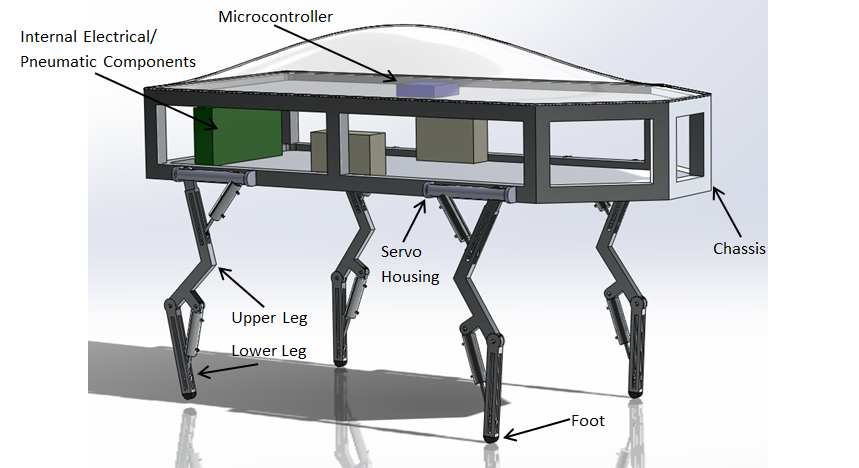 Microcontroller
Internal Electrical/
Pneumatic Components
Chassis
Servo
Housing
Upper Leg
Lower Leg
Foot